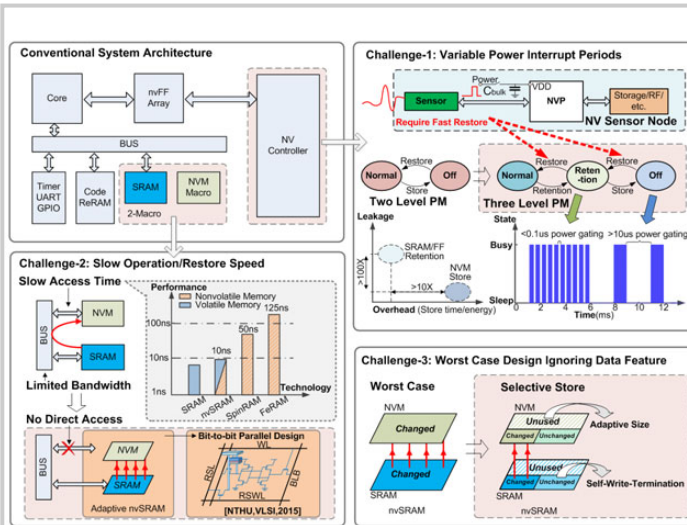 Conventional System Architecture
Core
nvFF
Array
NV
Controller
BUS
Timer
UART
GPIO
Code
ReRAM
SRAM
NVM
Macro
2-Macro
Challenge-1: Variable Power Interrupt Periods
Power
Cbulk
VDD
Sensor
NVP
Storage/RF/
etc.
Require Fast Restore
NV Sensor Node
Normal
Restore
Store
Off
Two Level PM
Normal
Restore
Retention
Reten
-tion
Restore
Store
Off
Three Level PM
Leakage
>100X
SRAM/FF
Retention
>10X
NVM
Store
Overhead (Store time/energy)
State
<0.1us power gating
>10us power gating
Busy
Sleep
2
4
6
8
10
12
Time(ms)
Challenge-2: Slow Operation/Restore Speed
Slow Access Time
BUS
NVM
SRAM
Limited Bandwidth
No Direct Access
Performance
Nonvolatile Memory
Volatile Memory
125ns
100ns
50ns
10ns
10ns
1ns
SRAM
nvSRAM
SpinRAM
FeRAM
Technology
BUS
NVM
SRAM
Adaptive nvSRAM
Bit-to-bit Parallel Design
WL
RSL
BLB
RSWL
[NTHU,VLSI,2015]
Challenge-3: Worst Case Design Ignoring Data Feature
Worst Case
NVM
Changed
Changed
SRAM
nvSRAM
Selective Store
NVM
Unused
Changed
Unchanged
Adaptive Size
Unused
Changed
Unchanged
Self-Write-Termination
SRAM
nvSRAM